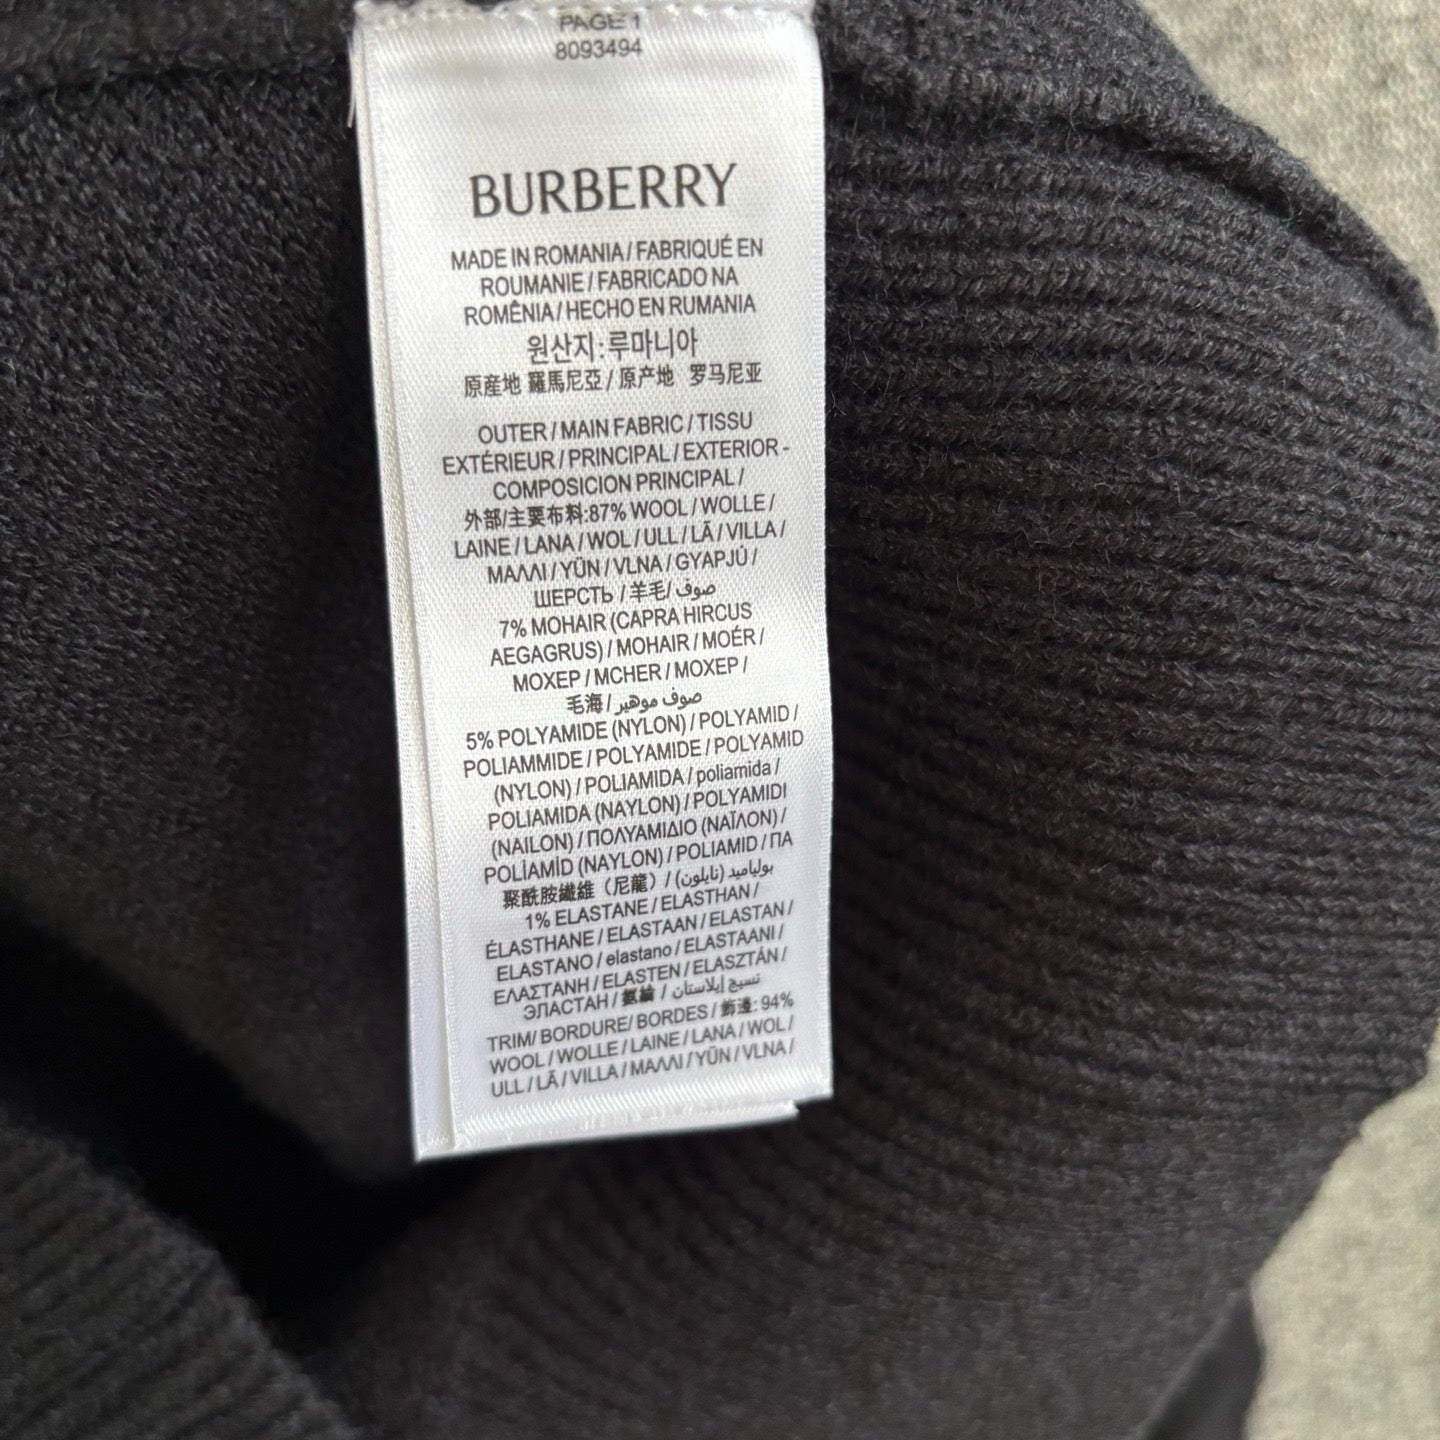 PAGE 1
8093494
BURBERRY
MADE IN ROMANIA / FABRIQUÉ EN
ROUMANIE / FABRICADO NA
ROMÊNIA / HECHO EN RUMANIA
원산지 : 루마니아
原産地 羅馬尼亞 / 原产地 罗马尼亚
OUTER / MAIN FABRIC / TISSU
EXTÉRIEUR / PRINCIPAL / EXTERIOR -
COMPOSICION PRINCIPAL /
外部/主要布料:87% WOOL / WOLLE /
LAINE / LANA / WOL / ULL / LÃ / VILLA /
ΜΑΛΛΙ / YÜN / VLNA / GYAPJÚ /
ШЕРСТЬ / 羊毛 / صوف
7% MOHAIR (CAPRA HIRCUS
AEGAGRUS) / MOHAIR / MOÉR /
MOXEP / MCHER / MOXEP /
毛海 / صوف موهير
5% POLYAMIDE (NYLON) / POLYAMID /
POLIAMMIDE / POLYAMIDE / POLYAMID
(NYLON) / POLIAMIDA / poliamida /
POLIAMIDA (NAYLON) / POLYAMIDI
(NAILON) / ΠΟΛΥΑΜΙΔΙΟ (ΝΑΪΛΟΝ) /
POLİAMİD (NAYLON) / POLIAMID / ПА
聚酰胺纖維 (尼龍) / بولياميد (نايلون)
1% ELASTANE / ELASTHAN /
ÉLASTHANE / ELASTAAN / ELASTAN /
ELASTANO / elastano / ELASTAANI /
ΕΛΑΣΤΑΝΗ / ELASTEN / ELASZTÁN /
ЭЛАСТАН / 氨綸 / نسيج إيلاستان
TRIM/ BORDURE/ BORDES / 飾邊: 94%
WOOL / WOLLE / LAINE / LANA / WOL /
ULL / LÃ / VILLA / ΜΑΛΛΙ / YÜN / VLNA /